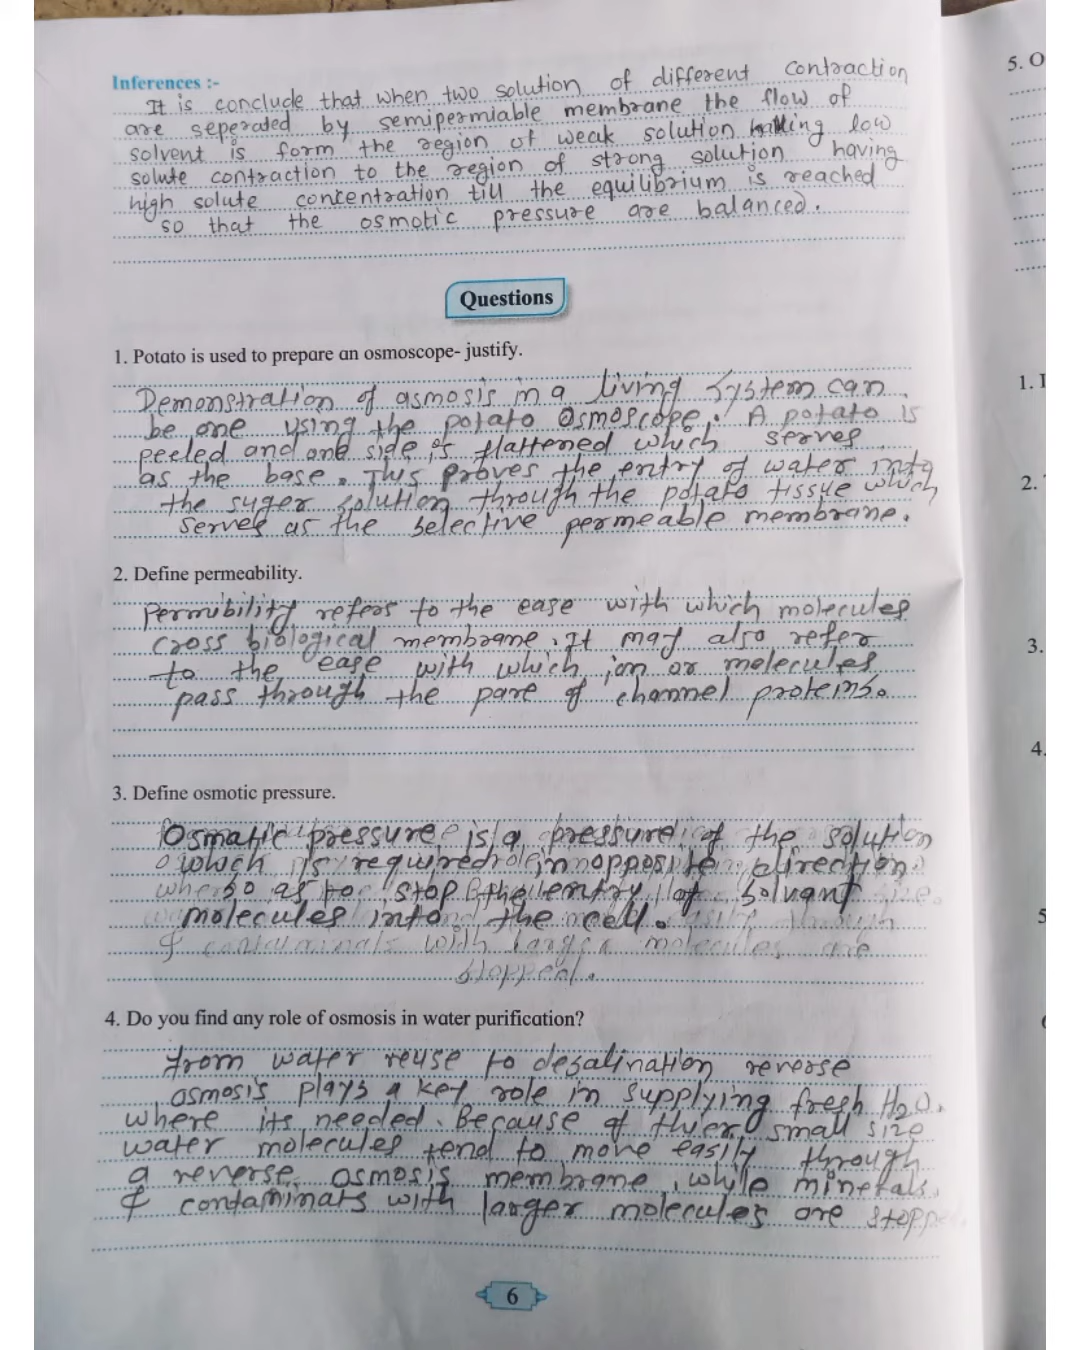 Inferences :-
It is conclude that when two solution of different contraction
are seperated by semipermiable membrane the flow of
solvent is form the region of weak solution low
solute contraction to the region of strong solution having
high solute concentration till the equilibrium is reached
so that the osmotic pressure are balanced.
Questions
1. Potato is used to prepare an osmoscope- justify.
Demonstration of osmosis in a living system can
be one using the potato osmoscope. A potato is
peeled and one side is flattened which serves
as the base. This proves the entry of water into
the suger solution through the potato tissue which
serves as the selective permeable membrane.
2. Define permeability.
Permibility refers to the ease with which molecules
cross biological membrane. It may also refer
to the ease with which ion or molecules
pass through the pare of channel proteins.
3. Define osmotic pressure.
Osmatic pressure is a pressure of the solution
which is required in opposite direction
so as to stop the entry of solvant
molecules into the cell.
& contaminats with larger molecules are
stopped.
4. Do you find any role of osmosis in water purification?
from water reuse to desalination reverse
osmosis plays a key role in supplying fresh H2O.
where its needed. Because of thier small size
water molecules tend to move easily through
a reverse osmosis membrane, while minerals
& contaminats with larger molecules are stoppe
6
5. O
1. I
2.
3.
4.
5